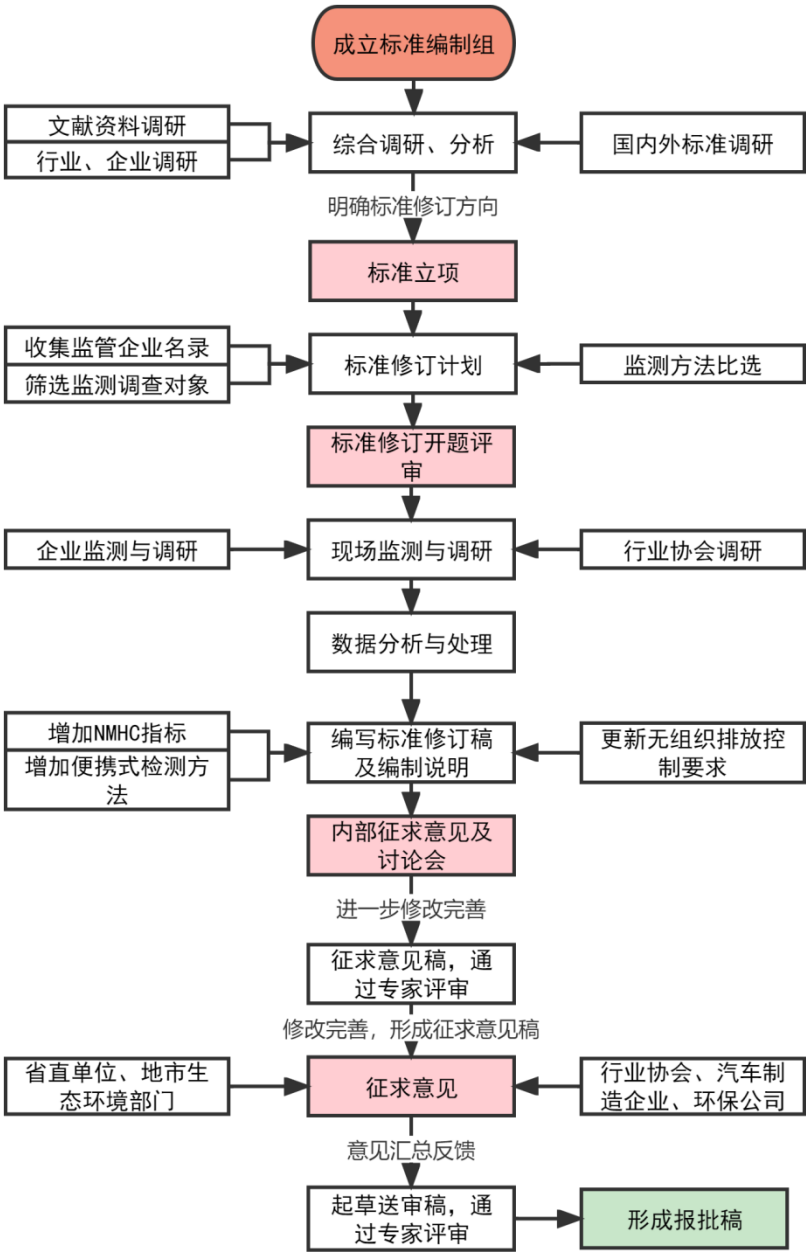 成立标准编制组
文献资料调研
行业、企业调研
综合调研、分析
国内外标准调研
明确标准修订方向
标准立项
收集监管企业名录
筛选监测调查对象
标准修订计划
监测方法比选
标准修订开题评
审
企业监测与调研
现场监测与调研
行业协会调研
数据分析与处理
增加NMHC指标
增加便携式检测方
法
编写标准修订稿
及编制说明
更新无组织排放控
制要求
内部征求意见及
讨论会
进一步修改完善
征求意见稿，通
过专家评审
修改完善，形成征求意见稿
省直单位、地市生
态环境部门
征求意见
行业协会、汽车制
造企业、环保公司
意见汇总反馈
起草送审稿，通
过专家评审
形成报批稿